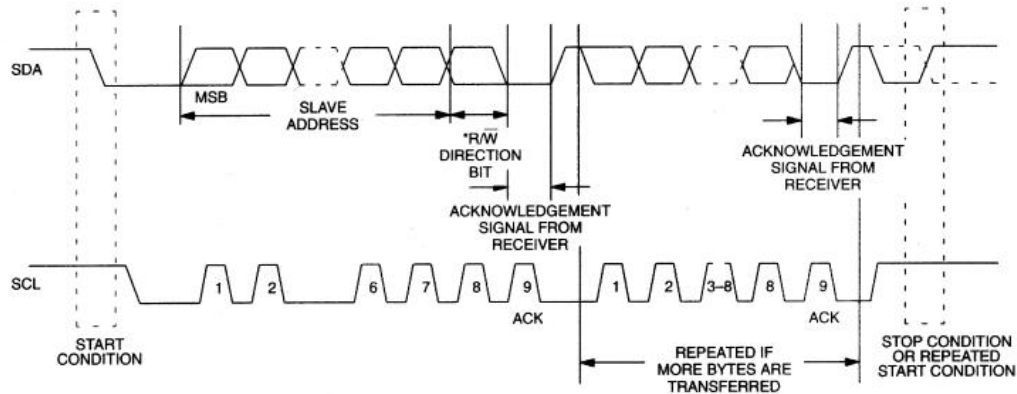 SDA
MSB
SLAVE
ADDRESS
*R/W̅
DIRECTION
BIT
ACKNOWLEDGEMENT
SIGNAL FROM
RECEIVER
ACKNOWLEDGEMENT
SIGNAL FROM
RECEIVER
SCL
1 2 6 7 8 9 1 2 3–8 8 9
ACK
ACK
START
CONDITION
REPEATED IF
MORE BYTES ARE
TRANSFERRED
STOP CONDITION
OR REPEATED
START CONDITION